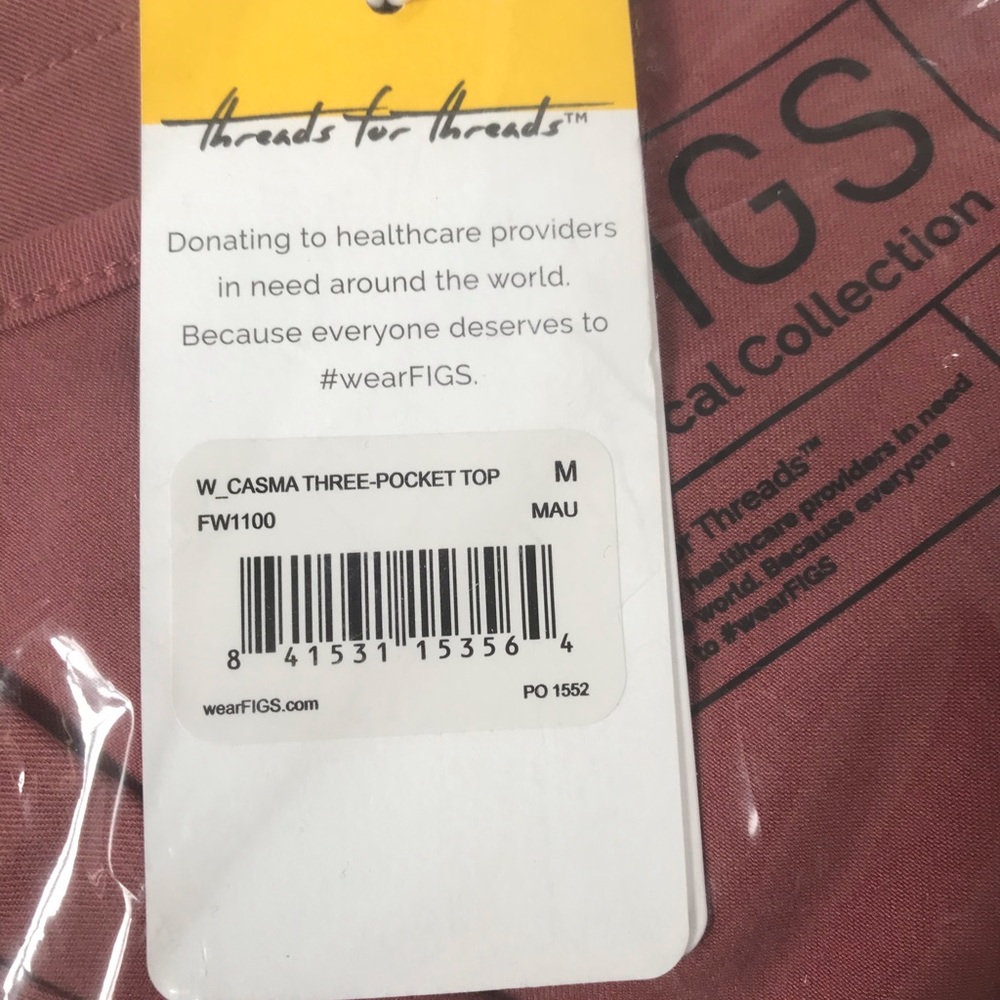 threads for threads™
Donating to healthcare providers
in need around the world.
Because everyone deserves to
#wearFIGS.
W_CASMA THREE-POCKET TOP M
FW1100 MAU
8 41531 15356 4
wearFIGS.com PO 1552
IGS
cal Collection
r Threads™
healthcare providers in need
world. Because everyone
to #wearFIGS